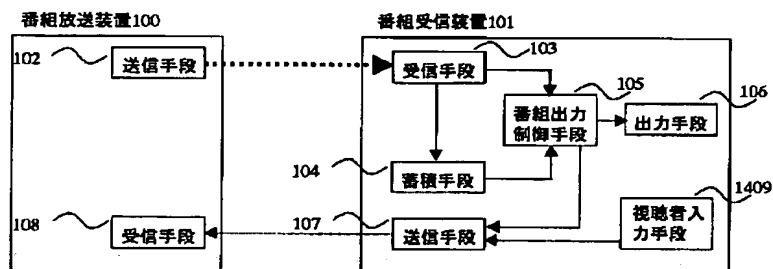 番組放送装置100
番組受信装置101
102
送信手段
103
受信手段
105
番組出力
制御手段
106
出力手段
104
蓄積手段
1409
視聴者入
力手段
108
受信手段
107
送信手段